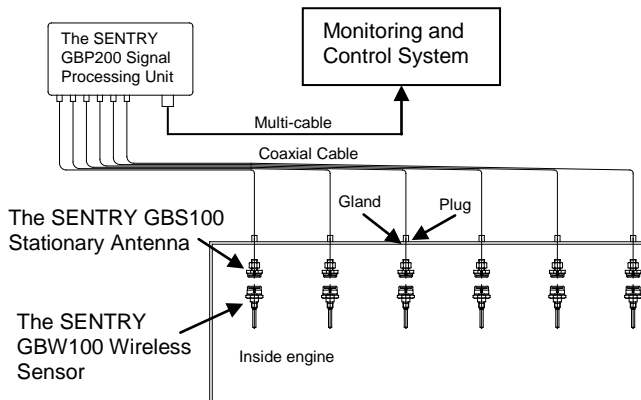 The SENTRY
GBP200 Signal
Processing Unit
Monitoring and
Control System
Multi-cable
Coaxial Cable
Gland
Plug
The SENTRY GBS100
Stationary Antenna
The SENTRY
GBW100 Wireless
Sensor
Inside engine